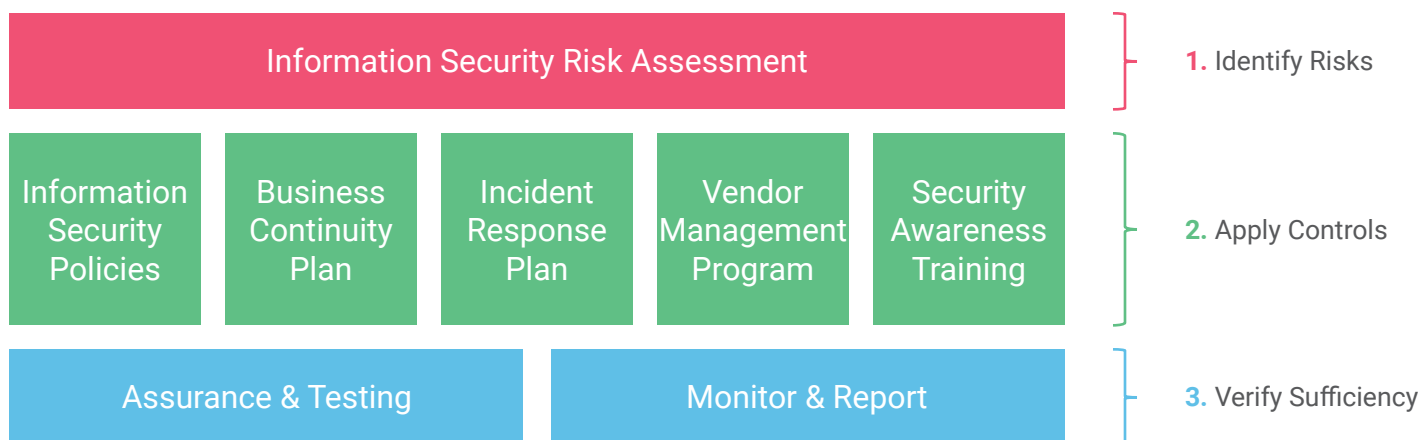 Information Security Risk Assessment
1. Identify Risks
Information
Security
Policies
Business
Continuity
Plan
Incident
Response
Plan
Vendor
Management
Program
Security
Awareness
Training
2. Apply Controls
Assurance & Testing
Monitor & Report
3. Verify Sufficiency